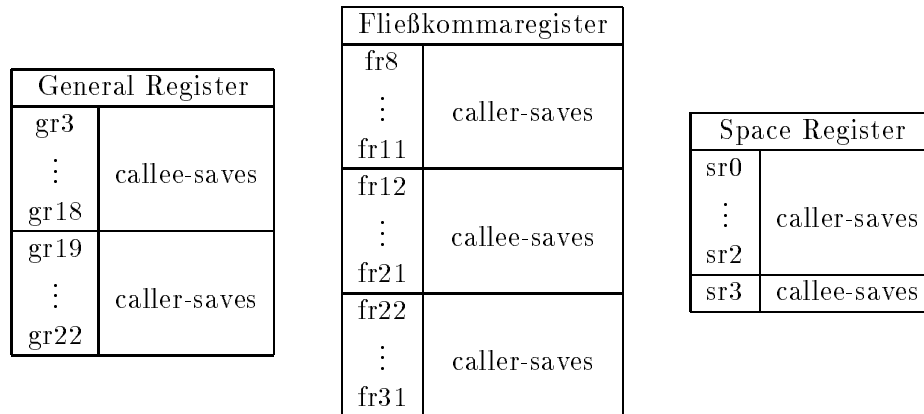 General Register
gr3
⋮
callee-saves
gr18
gr19
⋮
caller-saves
gr22
Fließkommaregister
fr8
⋮
caller-saves
fr11
fr12
⋮
callee-saves
fr21
fr22
⋮
caller-saves
fr31
Space Register
sr0
⋮
caller-saves
sr2
sr3 callee-saves